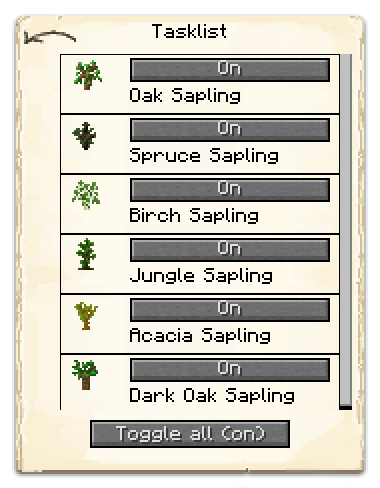 Tasklist
On
Oak Sapling
On
Spruce Sapling
On
Birch Sapling
On
Jungle Sapling
On
Acacia Sapling
On
Dark Oak Sapling
Toggle all (on)